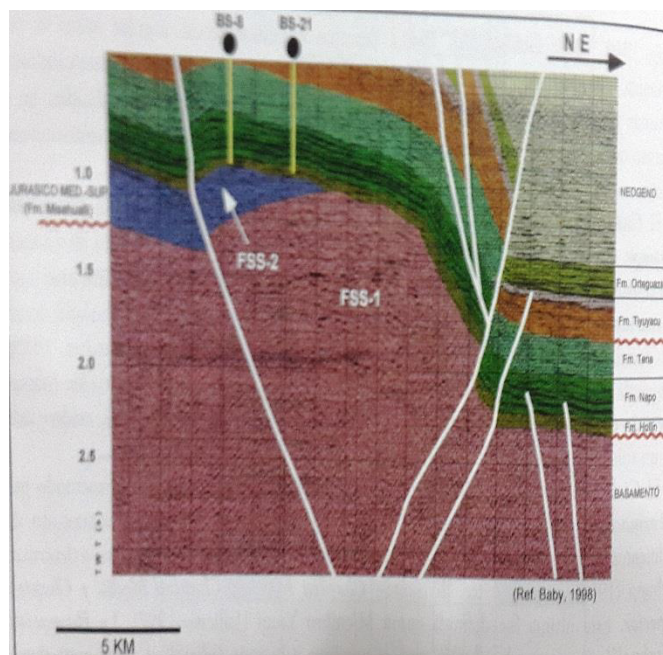 BS-8
BS-21
NE
1.0
JURASICO MED.-SUP.
(Fm. Misahualli)
FSS-2
FSS-1
1.5
2.0
2.5
TWT (s)
NEOGENO
Fm. Orteguaza
Fm. Tiyuyacu
Fm. Tena
Fm. Napo
Fm. Hollin
BASAMENTO
(Ref. Baby, 1998)
5 KM